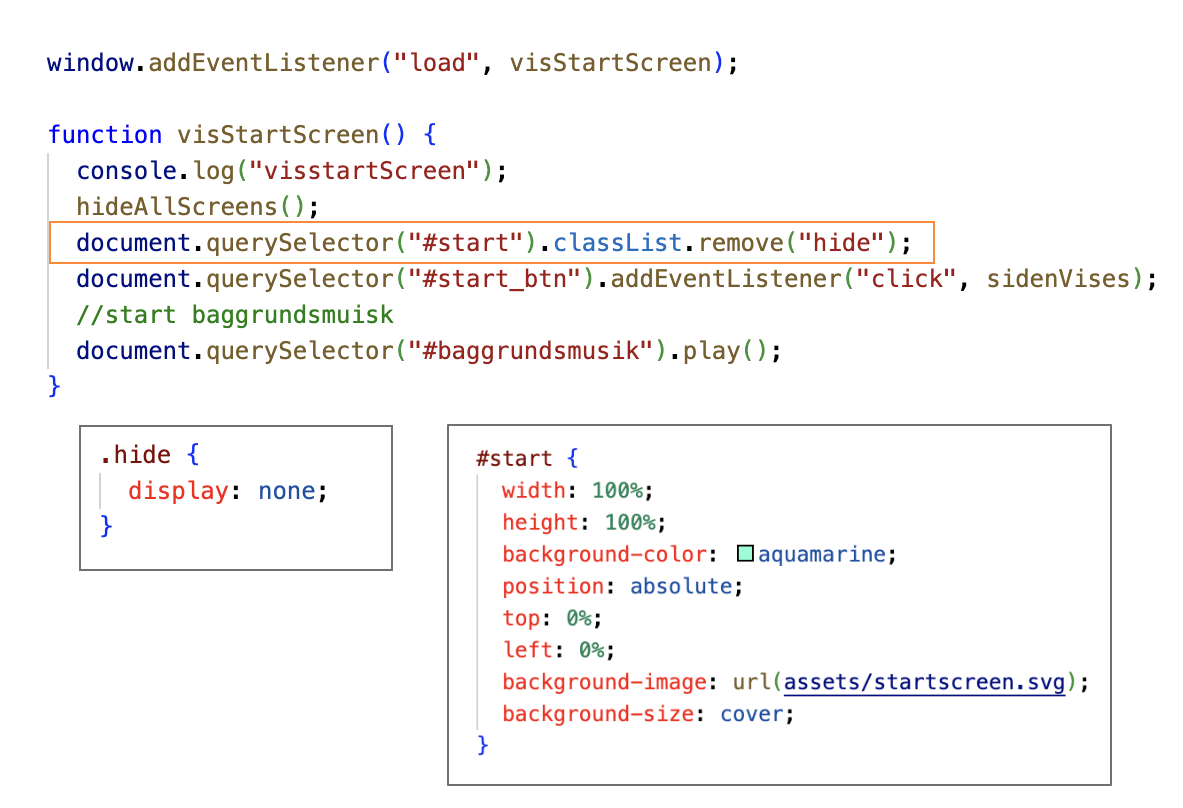 window.addEventListener("load", visStartScreen);
function visStartScreen() {
console.log("visstartScreen");
hideAllScreens();
document.querySelector("#start").classList.remove("hide");
document.querySelector("#start_btn").addEventListener("click", sidenVises);
//start baggrundsmuisk
document.querySelector("#baggrundsmusik").play();
}
.hide {
display: none;
}
#start {
width: 100%;
height: 100%;
background-color: aquamarine;
position: absolute;
top: 0%;
left: 0%;
background-image: url(assets/startscreen.svg);
background-size: cover;
}